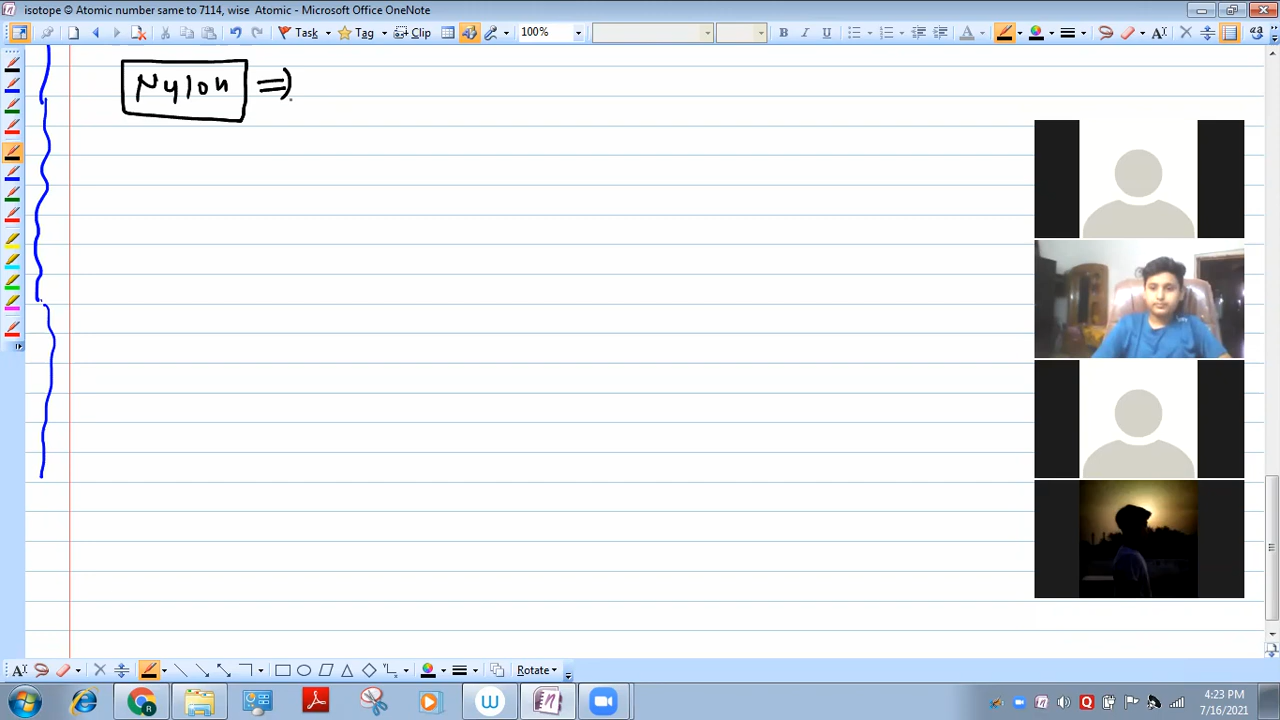 isotope © Atomic number same to 7114, wise Atomic - Microsoft Office OneNote
Task Tag Clip 100% B I U
Nylon =>
Rotate
4:23 PM
7/16/2021